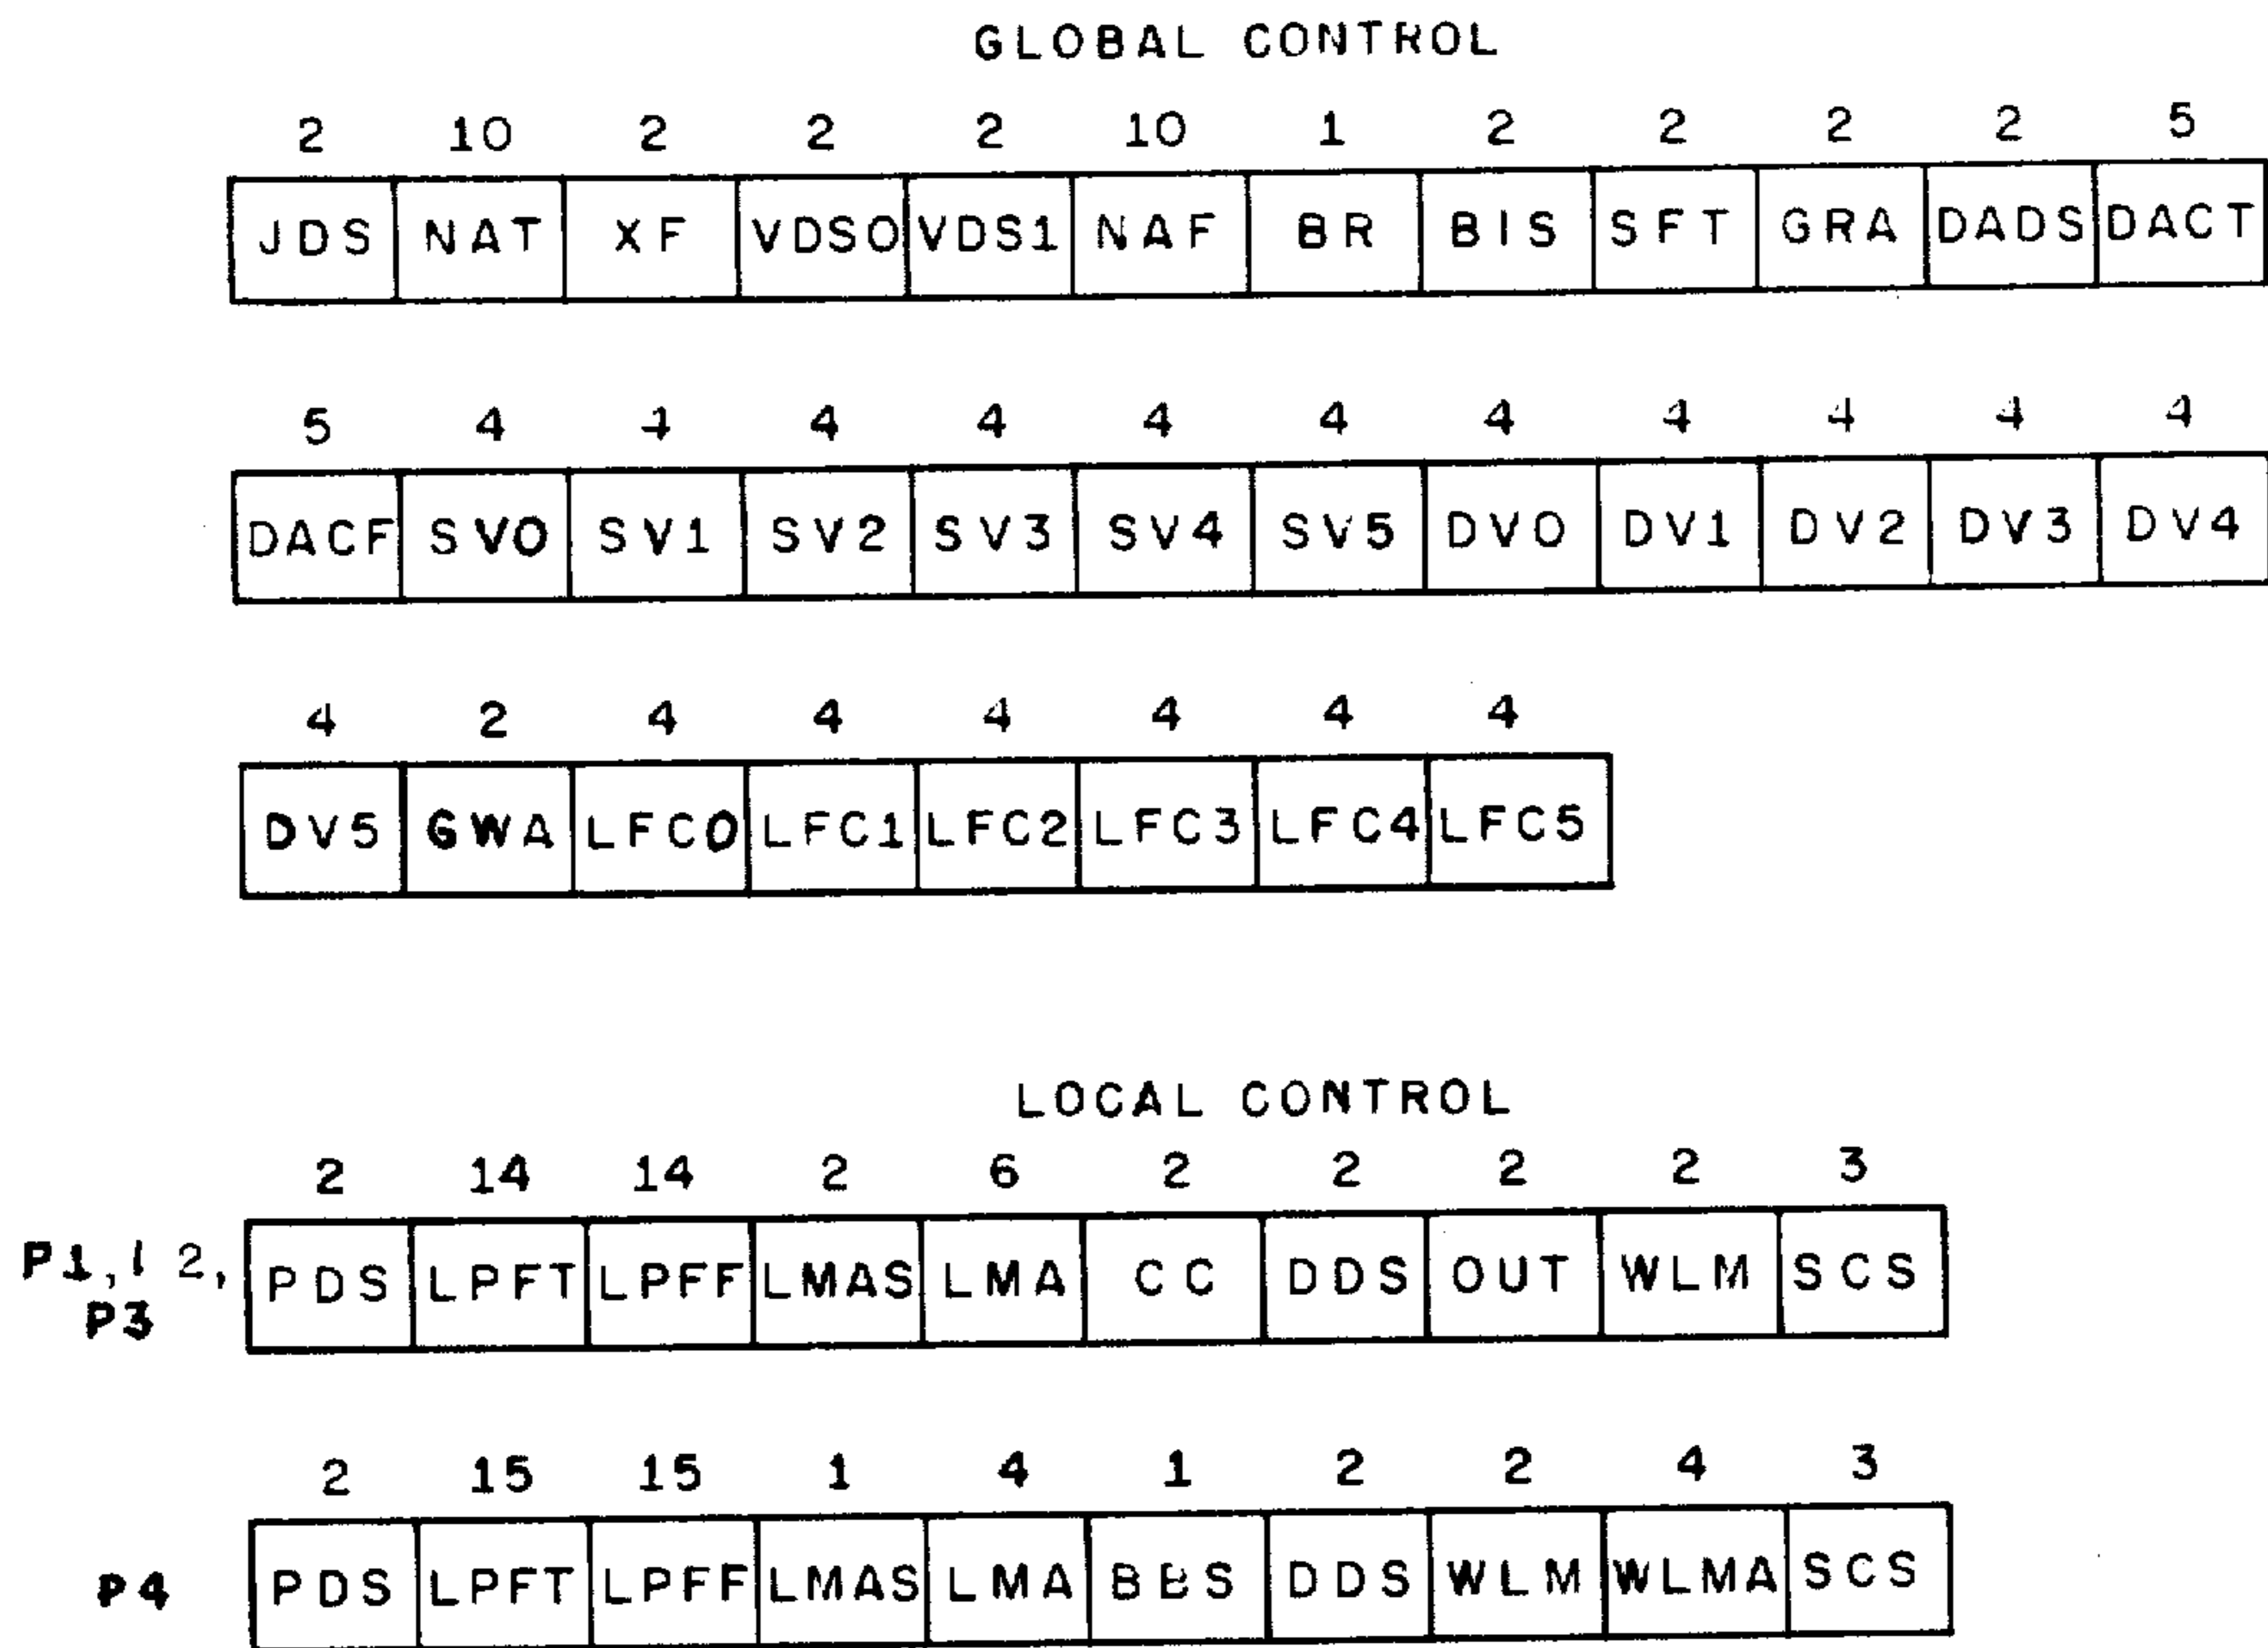 GLOBAL CONTROL
2 10 2 2 2 10 1 2 2 2 2 5
JDS NAT XF VDS0 VDS1 NAF BR BIS SFT GRA DADS DACT
5 4 4 4 4 4 4 4 4 4 4 4
DACF SV0 SV1 SV2 SV3 SV4 SV5 DV0 DV1 DV2 DV3 DV4
4 2 4 4 4 4 4 4
DV5 GWA LFC0 LFC1 LFC2 LFC3 LFC4 LFC5
LOCAL CONTROL
2 14 14 2 6 2 2 2 2 3
P1, 2,
P3
PDS LPFT LPFF LMAS LMA CC DDS OUT WLM SCS
2 15 15 1 4 1 2 2 4 3
P4 PDS LPFT LPFF LMAS LMA BBS DDS WLM WLMA SCS